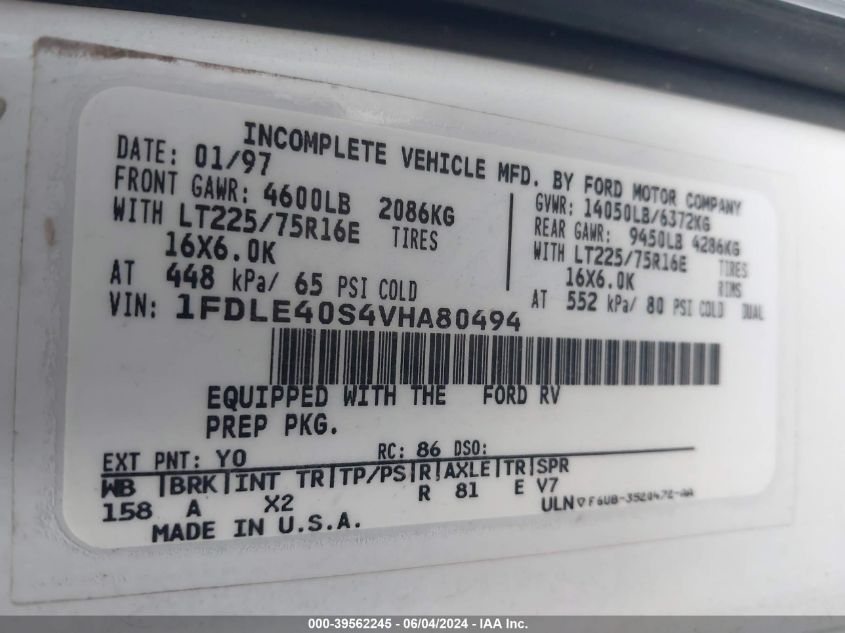 INCOMPLETE VEHICLE MFD. BY FORD MOTOR COMPANY
DATE: 01/97
FRONT GAWR: 4600LB 2086KG
WITH LT225/75R16E TIRES
16X6.0K
AT 448 kPa/ 65 PSI COLD
GVWR: 14050LB/6372KG
REAR GAWR: 9450LB 4286KG
WITH LT225/75R16E TIRES
16X6.0K RIMS
AT 552 kPa/ 80 PSI COLD DUAL
VIN: 1FDLE40S4VHA80494
EQUIPPED WITH THE FORD RV
PREP PKG.
EXT PNT: YO RC: 86 DSO:
WB |BRK|INT TR|TP/PS|R|AXLE|TR|SPR
158 A X2 R 81 E V7
MADE IN U.S.A.
ULN F6UB-3520472-AA
000-39562245 - 06/04/2024 - IAA Inc.